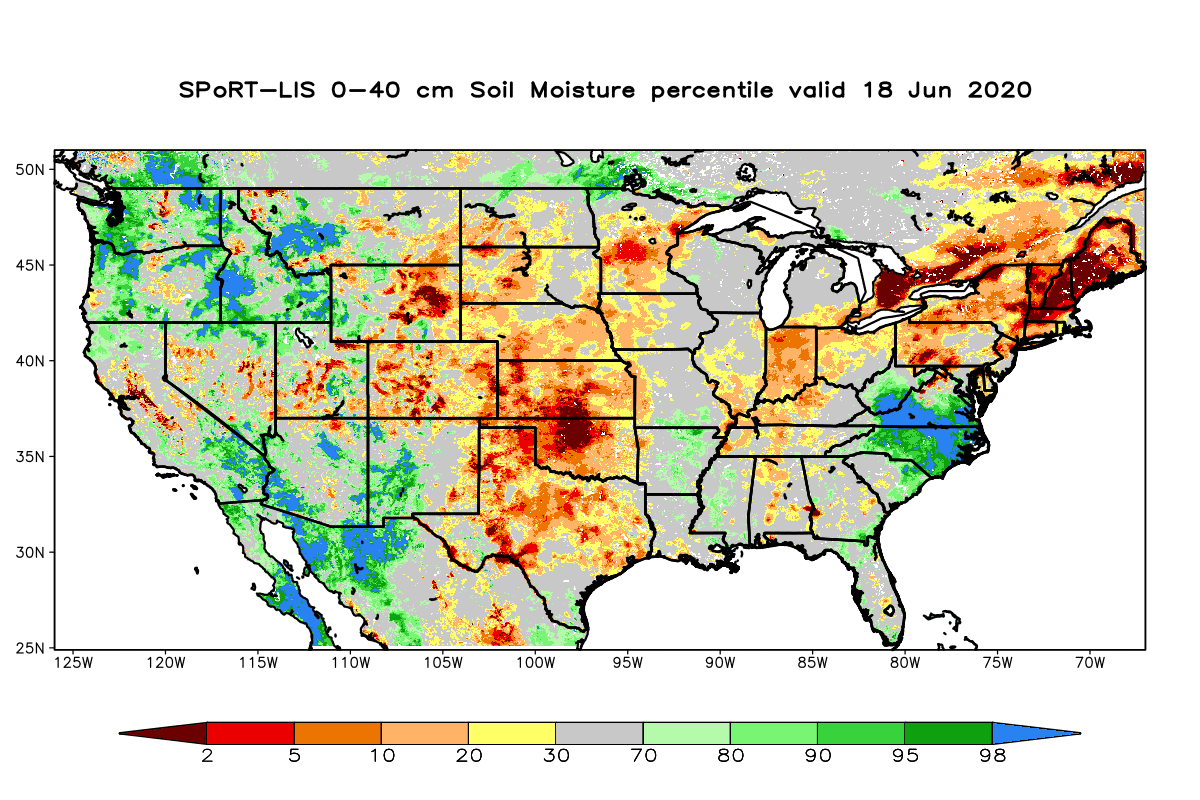 SPoRT-LIS 0-40 cm Soil Moisture percentile valid 18 Jun 2020
50N
45N
40N
35N
30N
25N
125W 120W 115W 110W 105W 100W 95W 90W 85W 80W 75W 70W
2 5 10 20 30 70 80 90 95 98